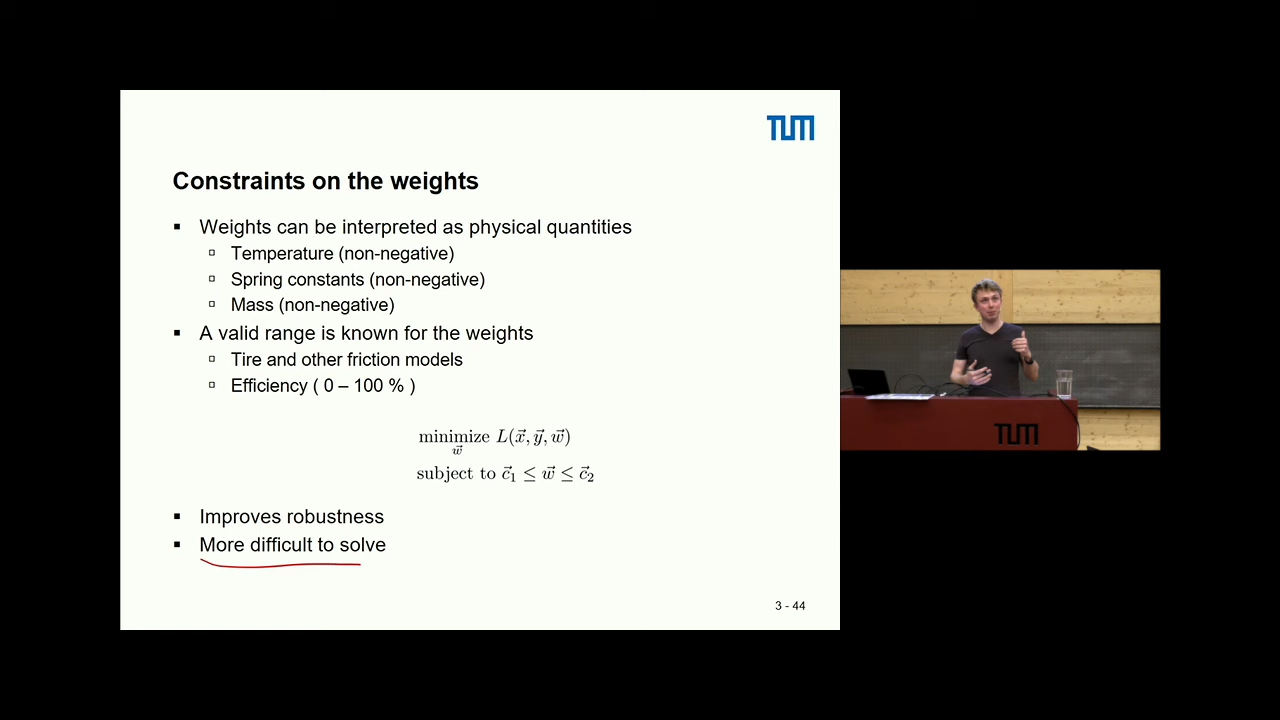 TUM
Constraints on the weights
▪ Weights can be interpreted as physical quantities
▫ Temperature (non-negative)
▫ Spring constants (non-negative)
▫ Mass (non-negative)
▪ A valid range is known for the weights
▫ Tire and other friction models
▫ Efficiency ( 0 – 100 % )
minimize L(x⃗, y⃗, w⃗)
w⃗
subject to c⃗₁ ≤ w⃗ ≤ c⃗₂
▪ Improves robustness
▪ More difficult to solve
3 - 44
TUM